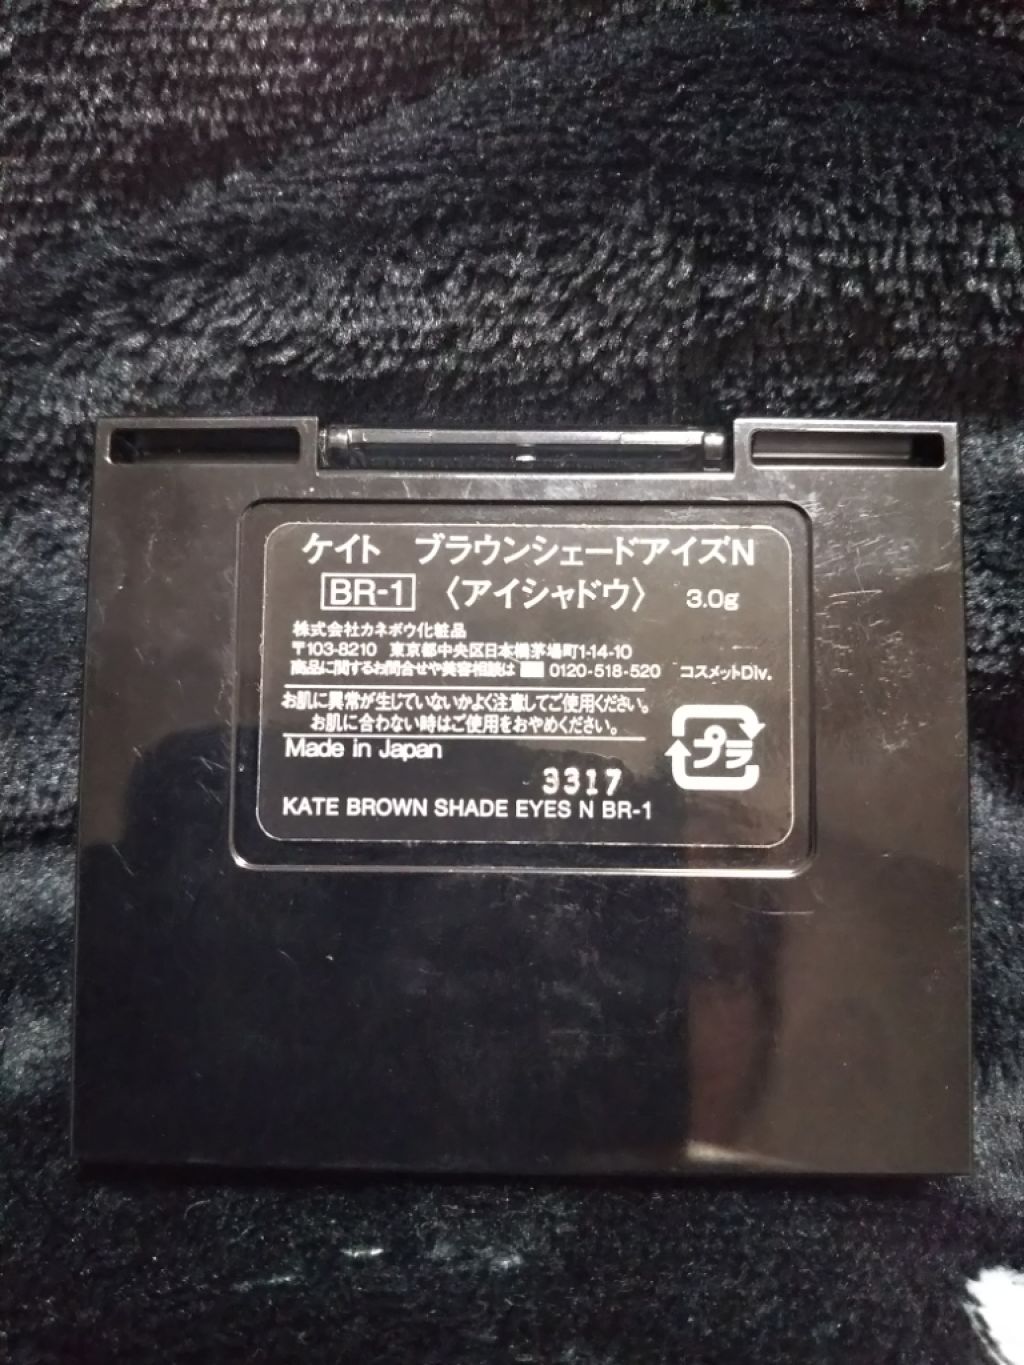 ケイト ブラウンシェードアイズN
BR-1 〈アイシャドウ〉 3.0g
株式会社カネボウ化粧品
〒103-8210 東京都中央区日本橋茅場町1-14-10
商品に関するお問合せや美容相談は 0120-518-520 コスメットDiv.
お肌に異常が生じていないかよく注意してご使用ください。
お肌に合わない時はご使用をおやめください。
プラ
Made in Japan
3317
KATE BROWN SHADE EYES N BR-1